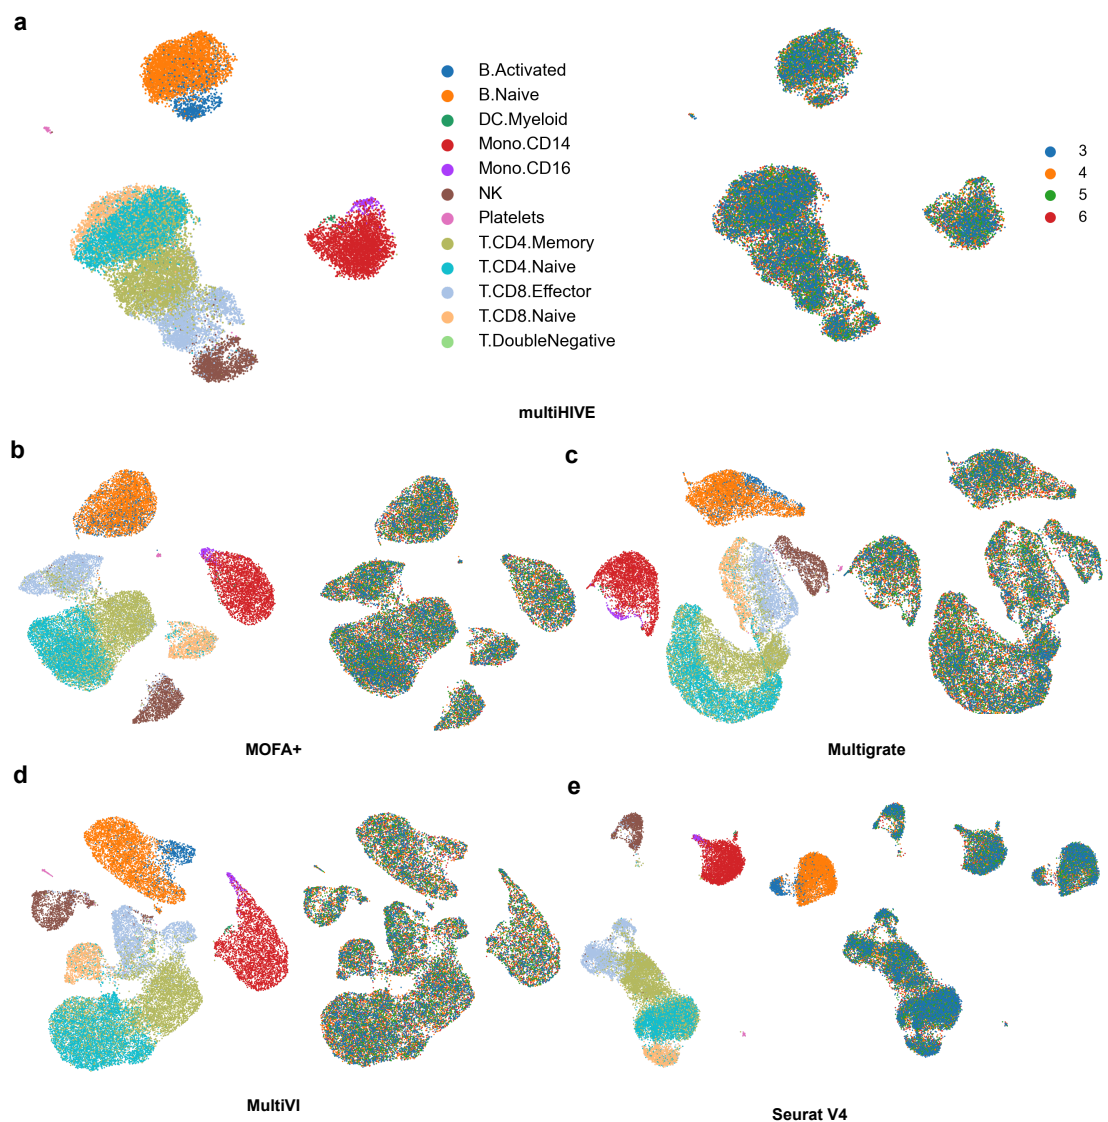 a
B.Activated
B.Naive
DC.Myeloid
Mono.CD14
Mono.CD16
NK
Platelets
T.CD4.Memory
T.CD4.Naive
T.CD8.Effector
T.CD8.Naive
T.DoubleNegative
3
4
5
6
multiHIVE
b
c
MOFA+
Multigrate
d
e
MultiVI
Seurat V4